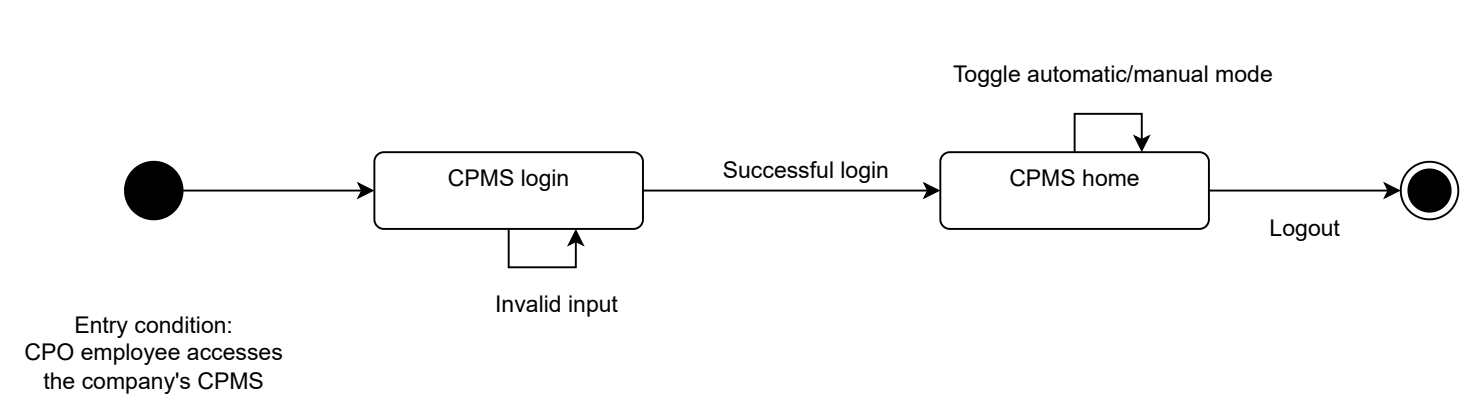 Toggle automatic/manual mode
CPMS login
Successful login
CPMS home
Logout
Invalid input
Entry condition:
CPO employee accesses
the company's CPMS